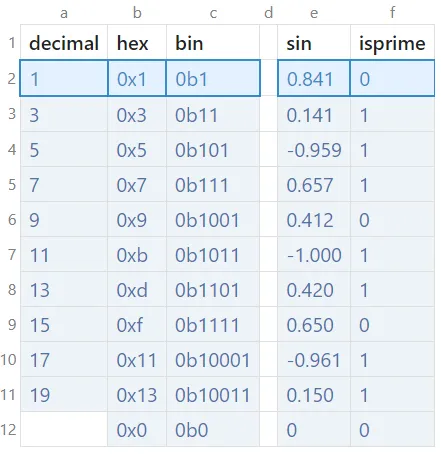 a b c d e f
1 decimal hex bin sin isprime
2 1 0x1 0b1 0.841 0
3 3 0x3 0b11 0.141 1
4 5 0x5 0b101 -0.959 1
5 7 0x7 0b111 0.657 1
6 9 0x9 0b1001 0.412 0
7 11 0xb 0b1011 -1.000 1
8 13 0xd 0b1101 0.420 1
9 15 0xf 0b1111 0.650 0
10 17 0x11 0b10001 -0.961 1
11 19 0x13 0b10011 0.150 1
12 0x0 0b0 0 0